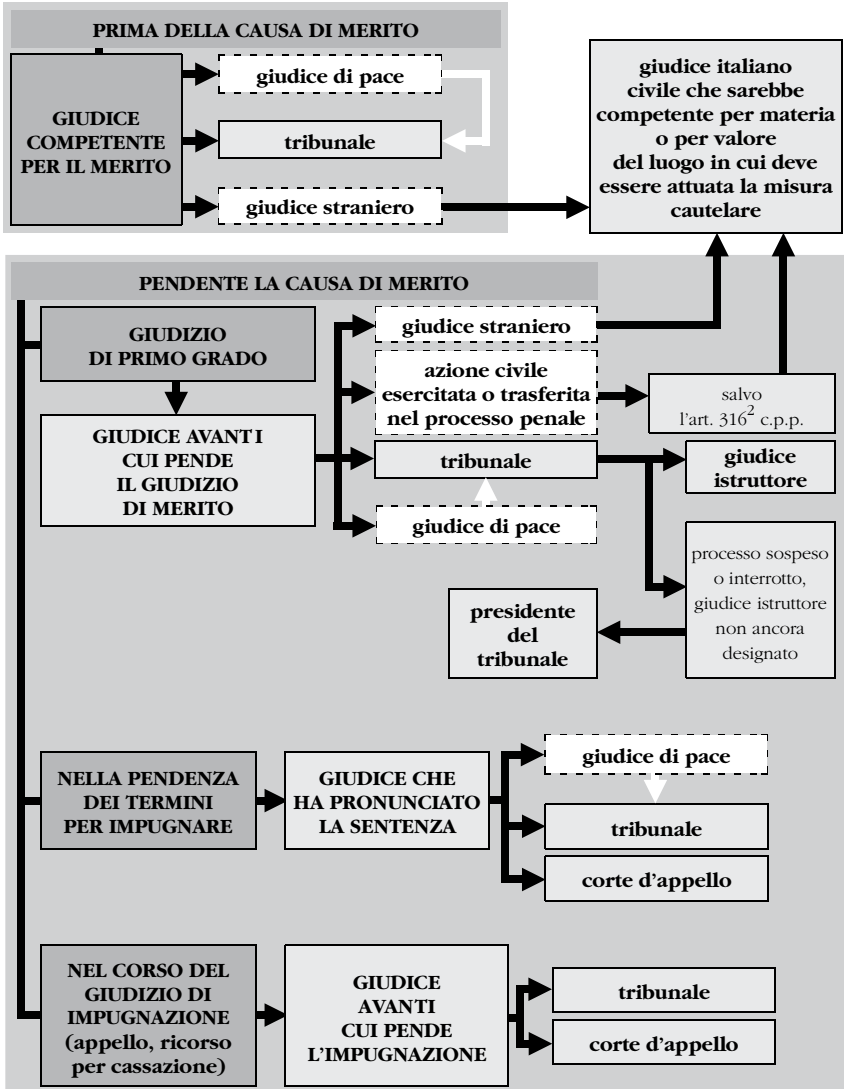 PRIMA DELLA CAUSA DI MERITO
GIUDICE
COMPETENTE
PER IL MERITO
giudice di pace
tribunale
giudice straniero
giudice italiano
civile che sarebbe
competente per materia
o per valore
del luogo in cui deve
essere attuata la misura
cautelare
PENDENTE LA CAUSA DI MERITO
GIUDIZIO
DI PRIMO GRADO
GIUDICE AVANTI
CUI PENDE
IL GIUDIZIO
DI MERITO
giudice straniero
azione civile
esercitata o trasferita
nel processo penale
salvo
l'art. 316² c.p.p.
tribunale
giudice
istruttore
giudice di pace
processo sospeso
o interrotto,
giudice istruttore
non ancora
designato
presidente
del
tribunale
NELLA PENDENZA
DEI TERMINI
PER IMPUGNARE
GIUDICE CHE
HA PRONUNCIATO
LA SENTENZA
giudice di pace
tribunale
corte d'appello
NEL CORSO DEL
GIUDIZIO DI
IMPUGNAZIONE
(appello, ricorso
per cassazione)
GIUDICE
AVANTI
CUI PENDE
L'IMPUGNAZIONE
tribunale
corte d'appello